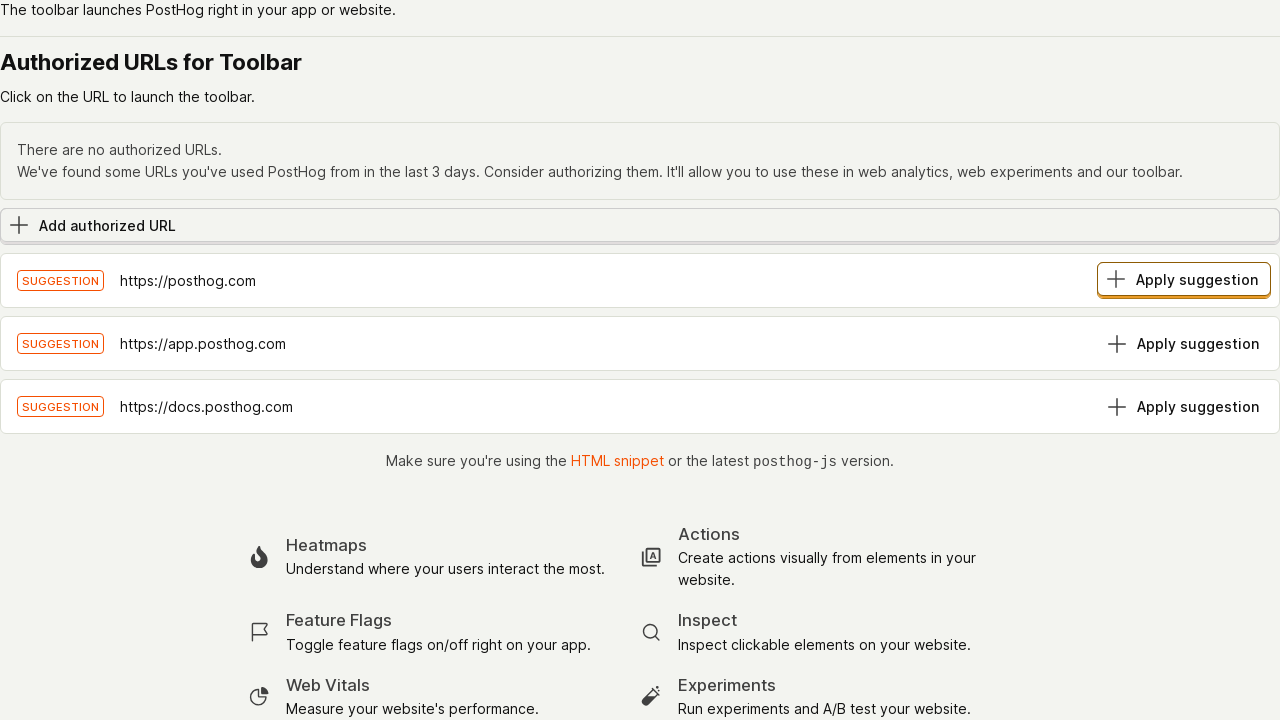 The toolbar launches PostHog right in your app or website.
Authorized URLs for Toolbar
Click on the URL to launch the toolbar.
There are no authorized URLs.
We've found some URLs you've used PostHog from in the last 3 days. Consider authorizing them. It'll allow you to use these in web analytics, web experiments and our toolbar.
Add authorized URL
SUGGESTION https://posthog.com Apply suggestion
SUGGESTION https://app.posthog.com Apply suggestion
SUGGESTION https://docs.posthog.com Apply suggestion
Make sure you're using the HTML snippet or the latest posthog-js version.
Heatmaps
Understand where your users interact the most.
Actions
Create actions visually from elements in your
website.
Feature Flags
Toggle feature flags on/off right on your app.
Inspect
Inspect clickable elements on your website.
Web Vitals
Measure your website's performance.
Experiments
Run experiments and A/B test your website.